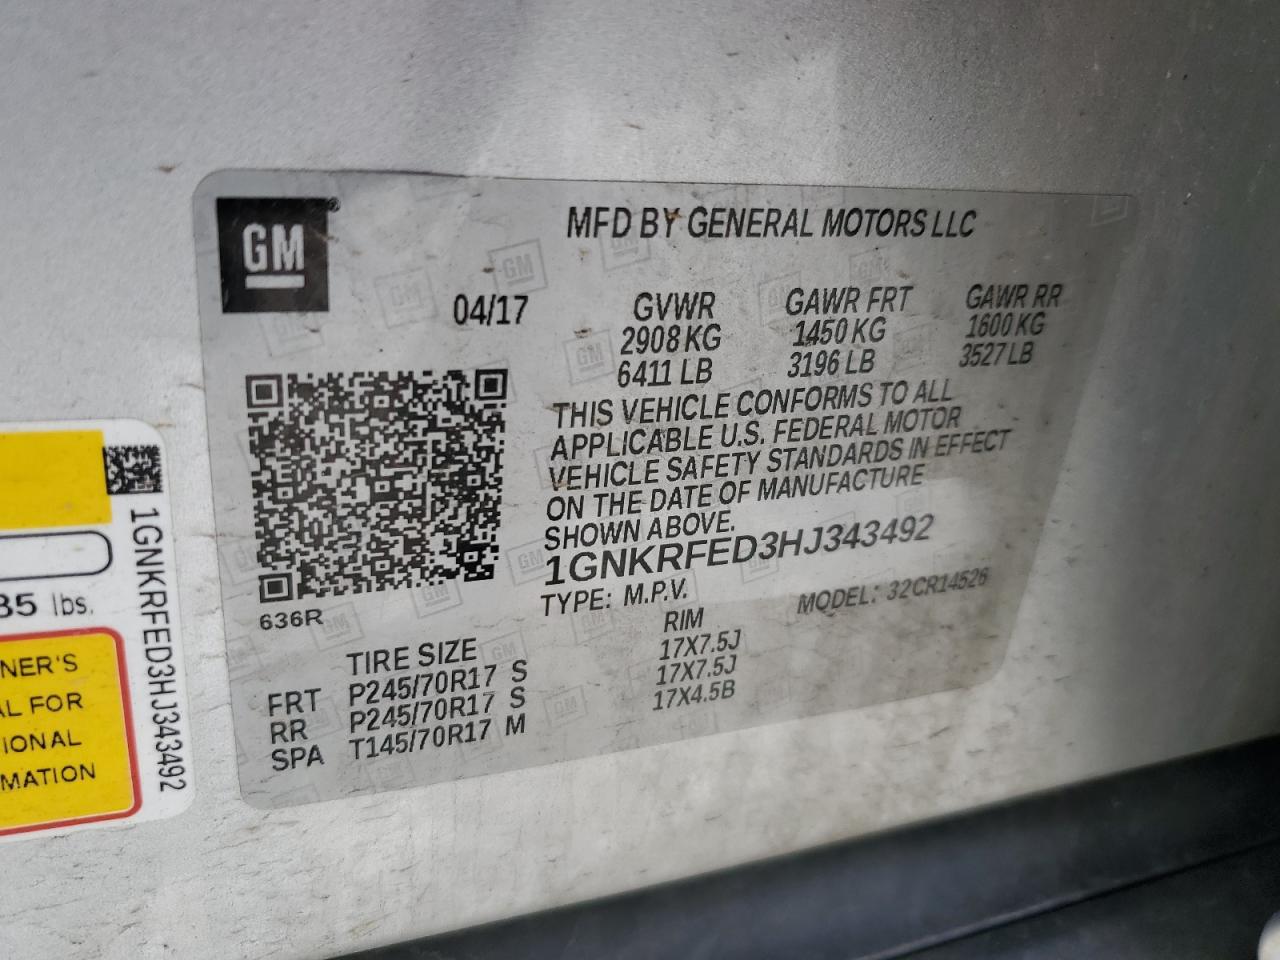 GM
MFD BY GENERAL MOTORS LLC
04/17
GVWR GAWR FRT GAWR RR
2908 KG 1450 KG 1600 KG
6411 LB 3196 LB 3527 LB
THIS VEHICLE CONFORMS TO ALL
APPLICABLE U.S. FEDERAL MOTOR
VEHICLE SAFETY STANDARDS IN EFFECT
ON THE DATE OF MANUFACTURE
SHOWN ABOVE.
1GNKRFED3HJ343492
TYPE: M.P.V. MODEL: 32CR14526
636R
TIRE SIZE RIM
FRT P245/70R17 S 17X7.5J
RR P245/70R17 S 17X7.5J
SPA T145/70R17 M 17X4.5B
1GNKRFED3HJ343492
35 lbs.
NER'S
AL FOR
IONAL
MATION